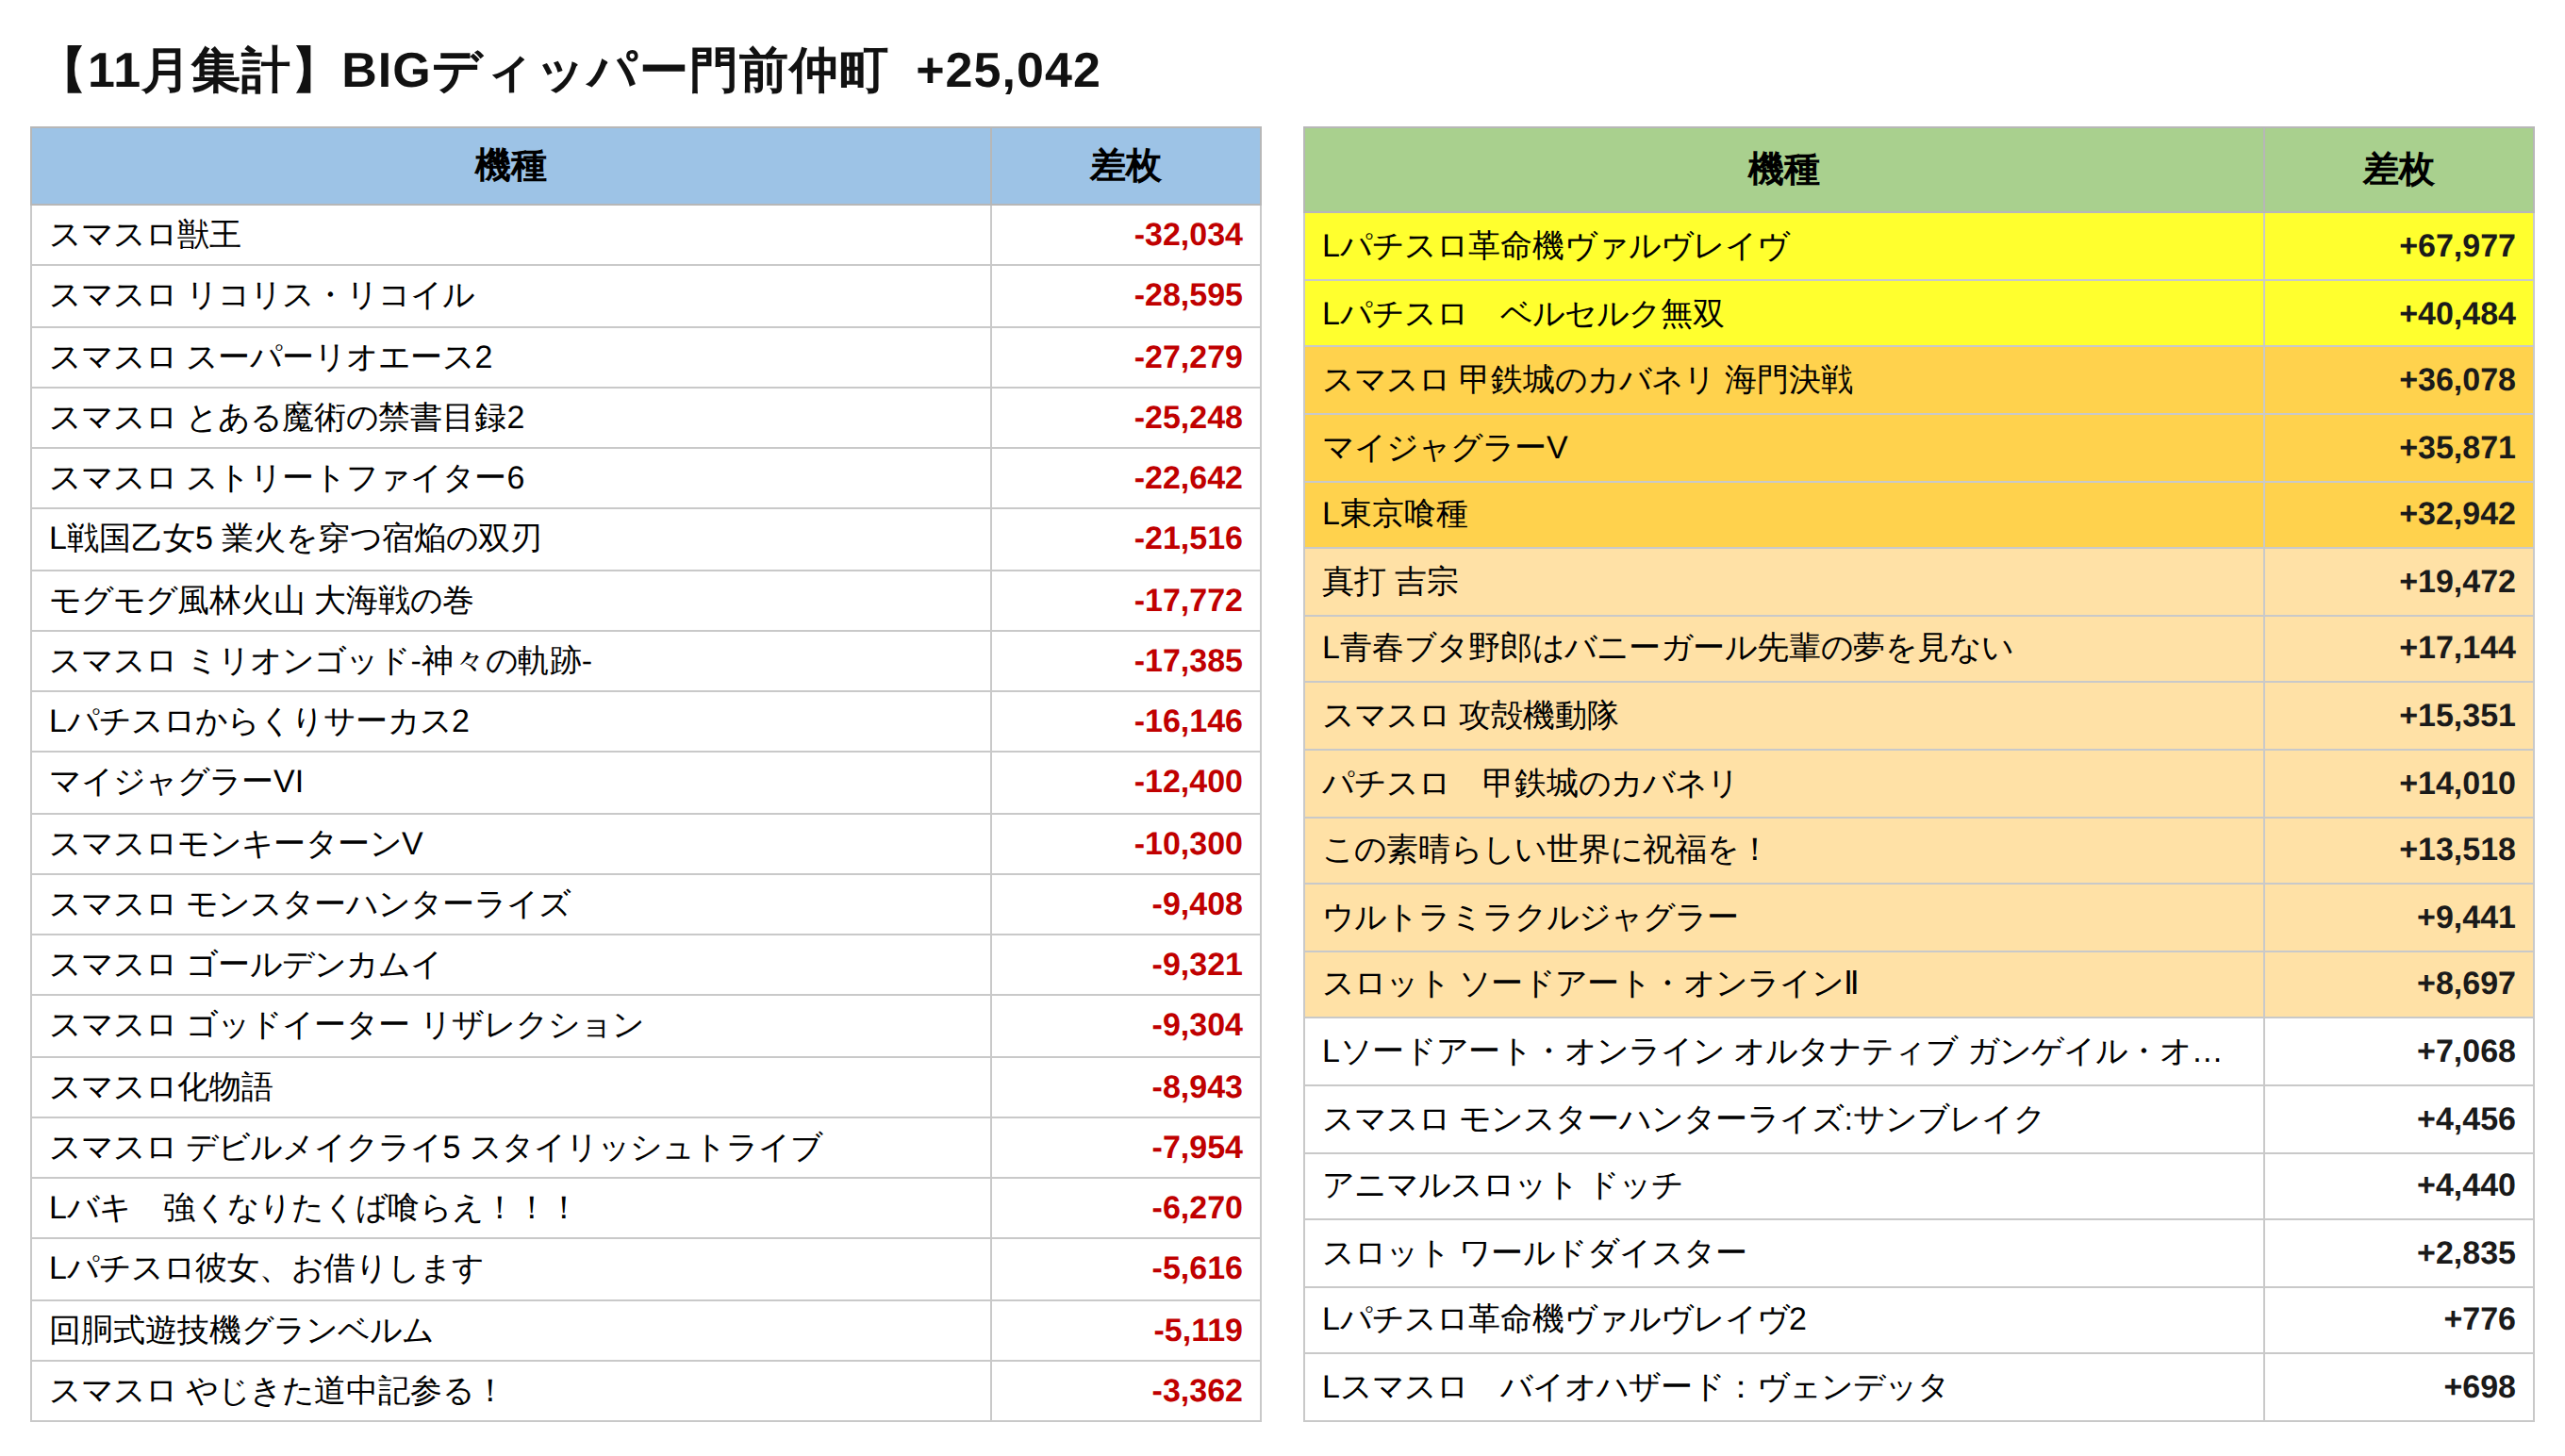 【11月集計】BIGディッパー門前仲町 +25,042
機種 差枚
スマスロ獣王 -32,034
スマスロ リコリス・リコイル -28,595
スマスロ スーパーリオエース2 -27,279
スマスロ とある魔術の禁書目録2 -25,248
スマスロ ストリートファイター6 -22,642
L戦国乙女5 業火を穿つ宿焔の双刃 -21,516
モグモグ風林火山 大海戦の巻 -17,772
スマスロ ミリオンゴッド-神々の軌跡- -17,385
Lパチスロからくりサーカス2 -16,146
マイジャグラーVI -12,400
スマスロモンキーターンV -10,300
スマスロ モンスターハンターライズ -9,408
スマスロ ゴールデンカムイ -9,321
スマスロ ゴッドイーター リザレクション -9,304
スマスロ化物語 -8,943
スマスロ デビルメイクライ5 スタイリッシュトライブ -7,954
Lバキ　強くなりたくば喰らえ！！！ -6,270
Lパチスロ彼女、お借りします -5,616
回胴式遊技機グランベルム -5,119
スマスロ やじきた道中記参る！ -3,362
機種 差枚
Lパチスロ革命機ヴァルヴレイヴ +67,977
Lパチスロ　ベルセルク無双 +40,484
スマスロ 甲鉄城のカバネリ 海門決戦 +36,078
マイジャグラーV +35,871
L東京喰種 +32,942
真打 吉宗 +19,472
L青春ブタ野郎はバニーガール先輩の夢を見ない +17,144
スマスロ 攻殻機動隊 +15,351
パチスロ　甲鉄城のカバネリ +14,010
この素晴らしい世界に祝福を！ +13,518
ウルトラミラクルジャグラー +9,441
スロット ソードアート・オンラインⅡ +8,697
Lソードアート・オンライン オルタナティブ ガンゲイル・オ… +7,068
スマスロ モンスターハンターライズ:サンブレイク +4,456
アニマルスロット ドッチ +4,440
スロット ワールドダイスター +2,835
Lパチスロ革命機ヴァルヴレイヴ2 +776
Lスマスロ　バイオハザード：ヴェンデッタ +698